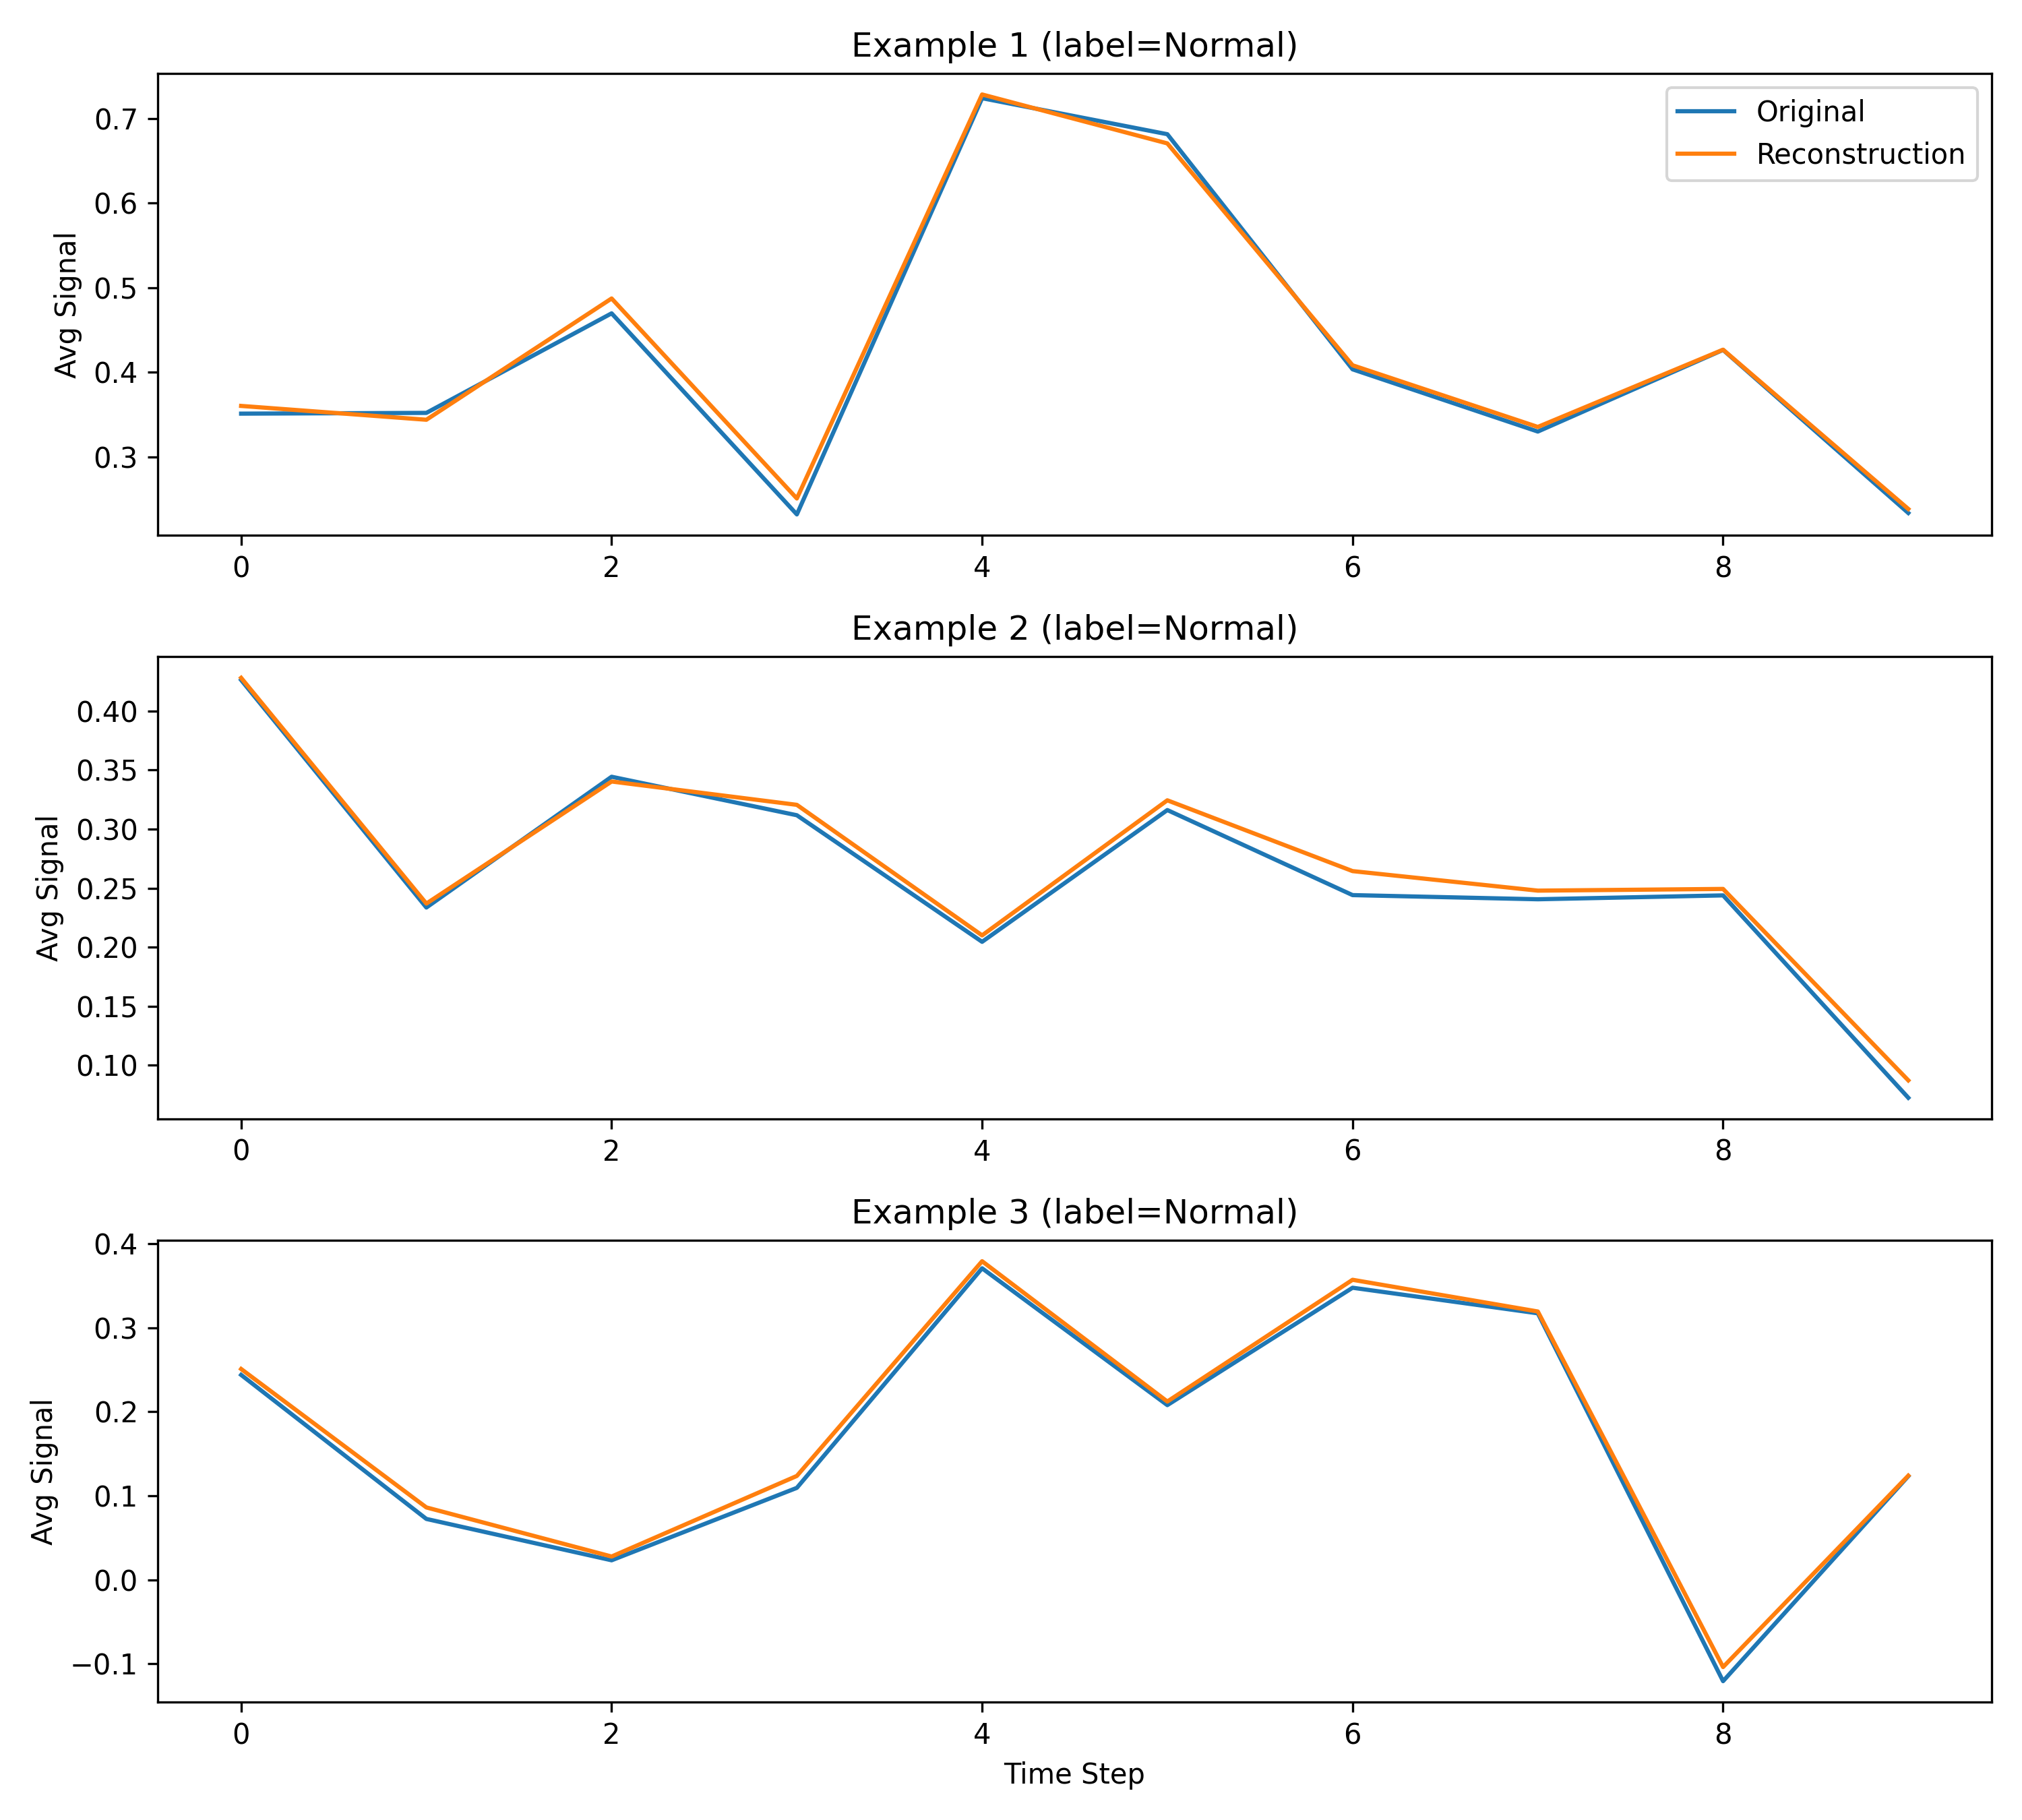 Example 1 (label=Normal)
Avg Signal
0.7
0.6
0.5
0.4
0.3
Original
Reconstruction
0 2 4 6 8
Example 2 (label=Normal)
Avg Signal
0.40
0.35
0.30
0.25
0.20
0.15
0.10
0 2 4 6 8
Example 3 (label=Normal)
Avg Signal
0.4
0.3
0.2
0.1
0.0
−0.1
0 2 4 6 8
Time Step